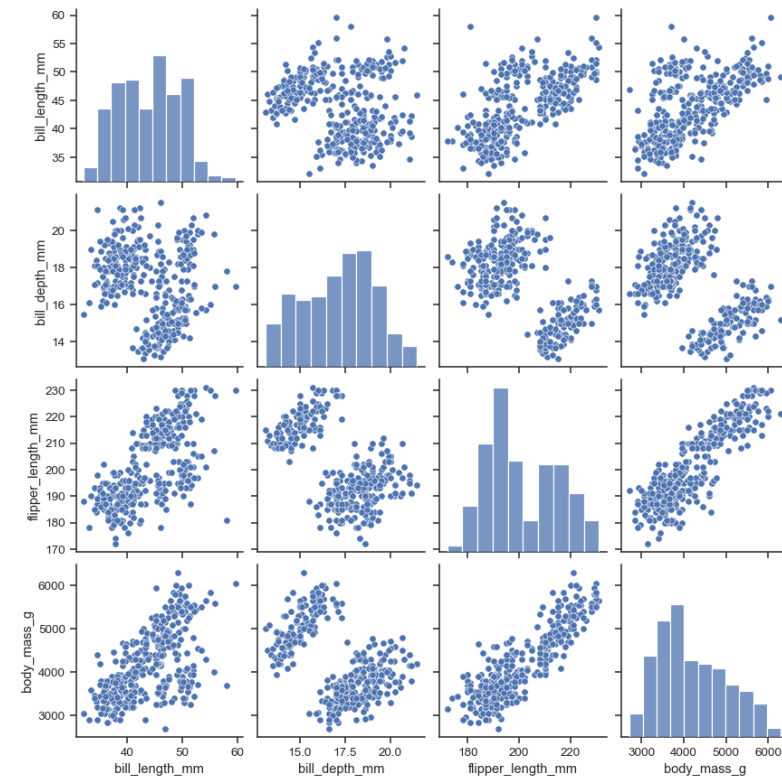 60
55
50
45
40
35
bill_length_mm
20
18
16
14
bill_depth_mm
230
220
210
200
190
180
170
flipper_length_mm
6000
5000
4000
3000
body_mass_g
40 50 60
bill_length_mm
15.0 17.5 20.0
bill_depth_mm
180 200 220
flipper_length_mm
3000 4000 5000 6000
body_mass_g